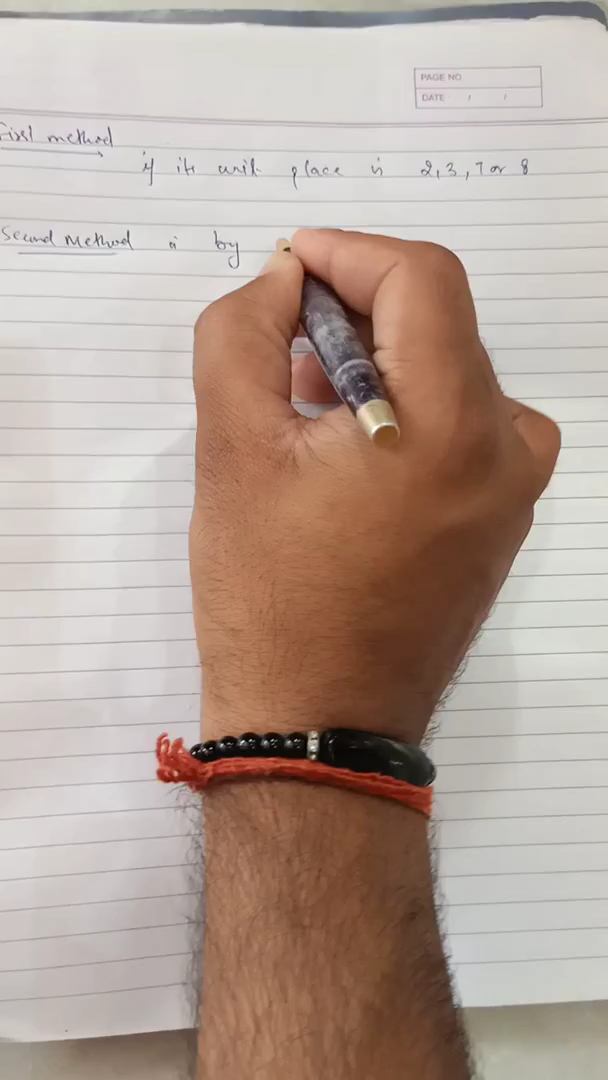 PAGE NO
DATE / /
First method
if its unit place is 2, 3, 7 or 8
Second Method is by